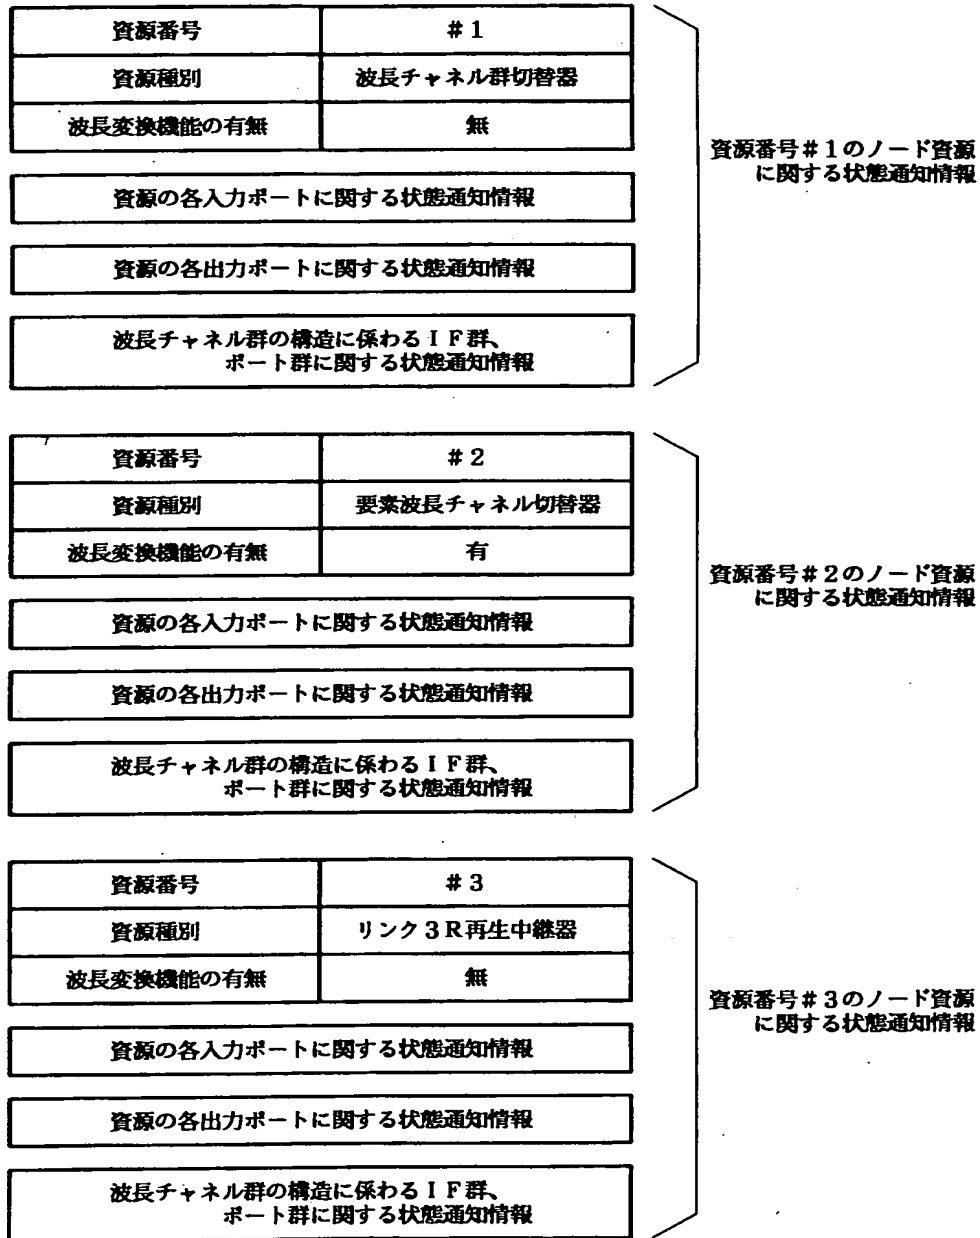 資源番号 #1
資源種別 波長チャネル群切替器
波長変換機能の有無 無
資源の各入力ポートに関する状態通知情報
資源の各出力ポートに関する状態通知情報
波長チャネル群の構造に係わるIF群、
ポート群に関する状態通知情報
資源番号#1のノード資源
に関する状態通知情報
資源番号 #2
資源種別 要素波長チャネル切替器
波長変換機能の有無 有
資源の各入力ポートに関する状態通知情報
資源の各出力ポートに関する状態通知情報
波長チャネル群の構造に係わるIF群、
ポート群に関する状態通知情報
資源番号#2のノード資源
に関する状態通知情報
資源番号 #3
資源種別 リンク3R再生中継器
波長変換機能の有無 無
資源の各入力ポートに関する状態通知情報
資源の各出力ポートに関する状態通知情報
波長チャネル群の構造に係わるIF群、
ポート群に関する状態通知情報
資源番号#3のノード資源
に関する状態通知情報